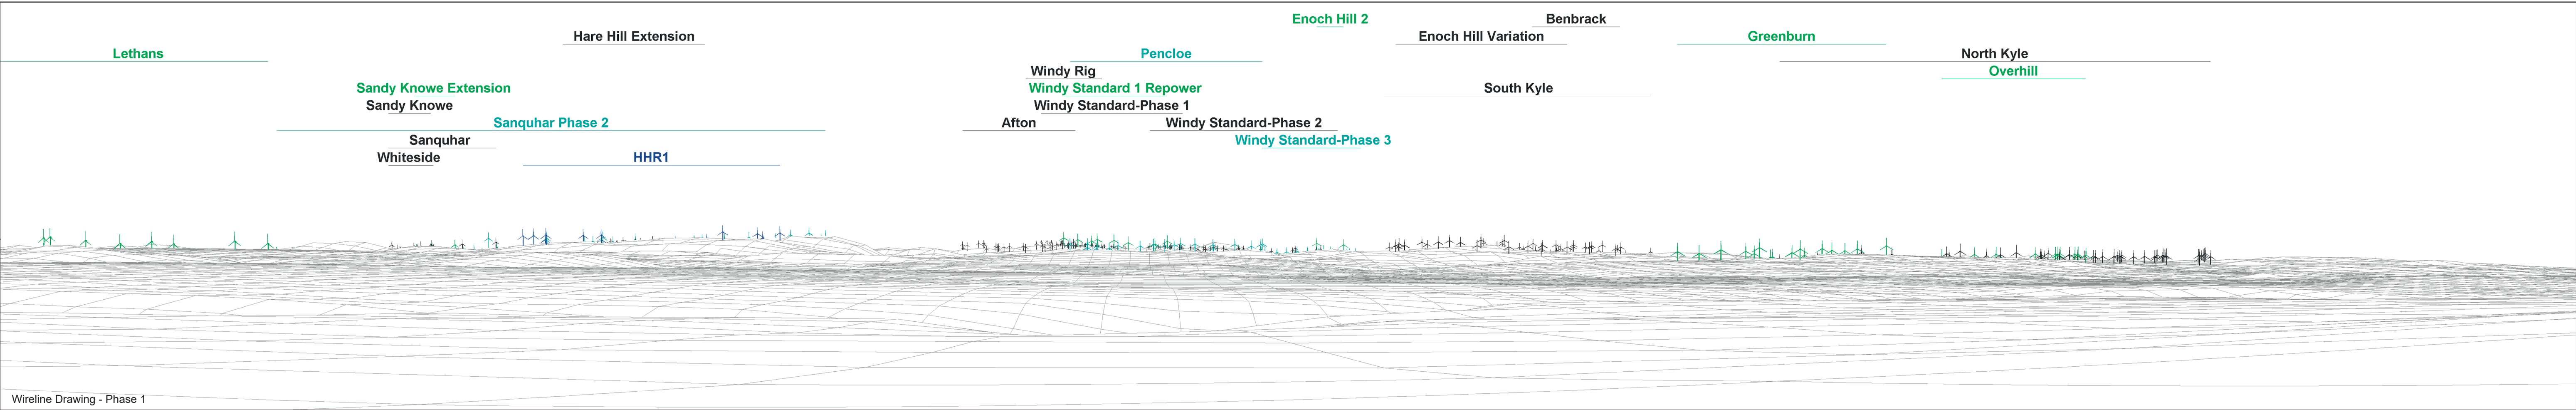 Enoch Hill 2
Benbrack
Hare Hill Extension
Enoch Hill Variation
Greenburn
Lethans
Pencloe
North Kyle
Windy Rig
Overhill
Sandy Knowe Extension
Windy Standard 1 Repower
South Kyle
Sandy Knowe
Windy Standard-Phase 1
Sanquhar Phase 2
Afton
Windy Standard-Phase 2
Sanquhar
Windy Standard-Phase 3
Whiteside
HHR1
Wireline Drawing - Phase 1